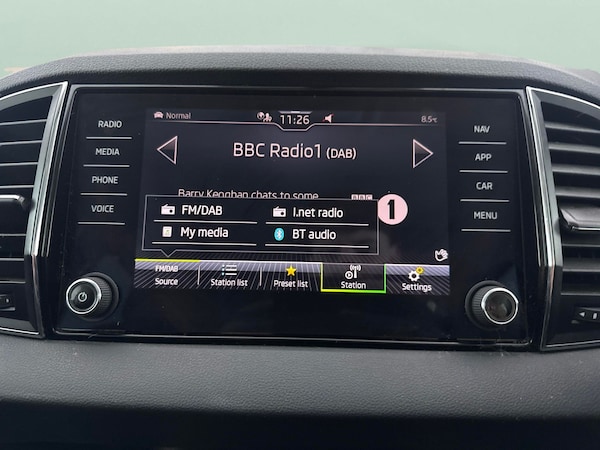 Normal 11:26 8.5°C
RADIO
MEDIA
PHONE
VOICE
BBC Radio1 (DAB)
Barry Keoghan chats to some
BBC
FM/DAB I.net radio
My media BT audio
1
FM/DAB
Source Station list Preset list Station Settings
NAV
APP
CAR
MENU